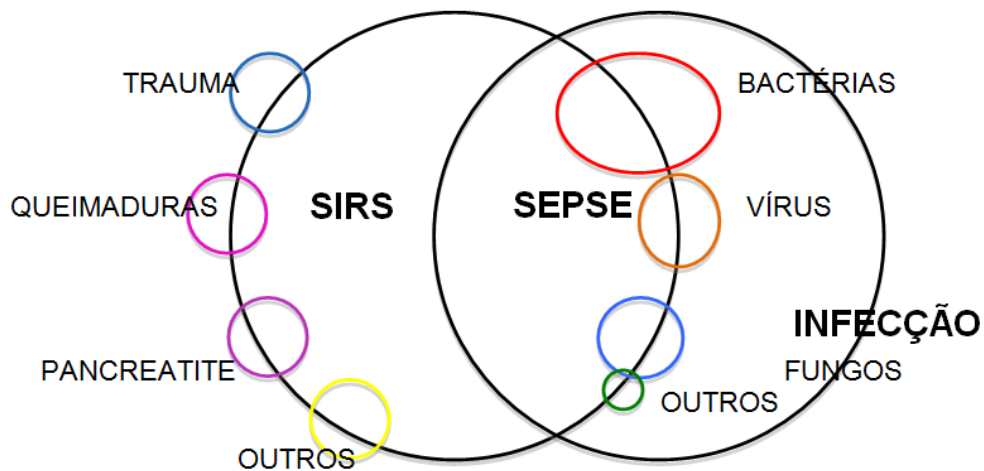 TRAUMA
BACTÉRIAS
QUEIMADURAS
SIRS
SEPSE
VÍRUS
INFECÇÃO
PANCREATITE
FUNGOS
OUTROS
OUTROS